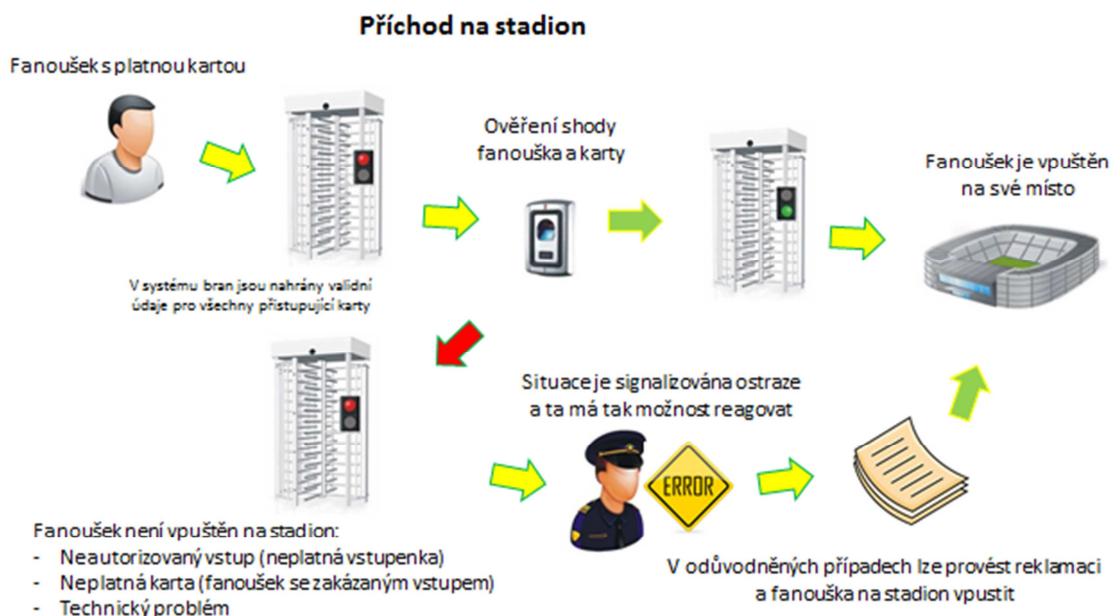 Příchod na stadion
Fanoušek s platnou kartou
Ověření shody
fanouška a karty
Fanoušek je vpuštěn
na své místo
V systému bran jsou nahrány validní
údaje pro všechny přistupující karty
Situace je signalizována ostraze
a ta má tak možnost reagovat
ERROR
Fanoušek není vpuštěn na stadion:
- Neautorizovaný vstup (neplatná vstupenka)
- Neplatná karta (fanoušek se zakázaným vstupem)
- Technický problém
V odůvodněných případech lze provést reklamaci
a fanouška na stadion vpustit